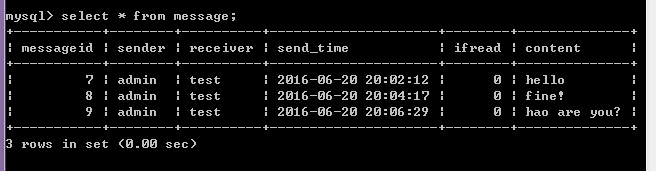 mysql> select * from message;
+-----------+--------+----------+---------------------+--------+--------------+
| messageid | sender | receiver | send_time           | ifread | content      |
+-----------+--------+----------+---------------------+--------+--------------+
|         7 | admin  | test     | 2016-06-20 20:02:12 |      0 | hello        |
|         8 | admin  | test     | 2016-06-20 20:04:17 |      0 | fine!        |
|         9 | admin  | test     | 2016-06-20 20:06:29 |      0 | hao are you? |
+-----------+--------+----------+---------------------+--------+--------------+
3 rows in set (0.00 sec)